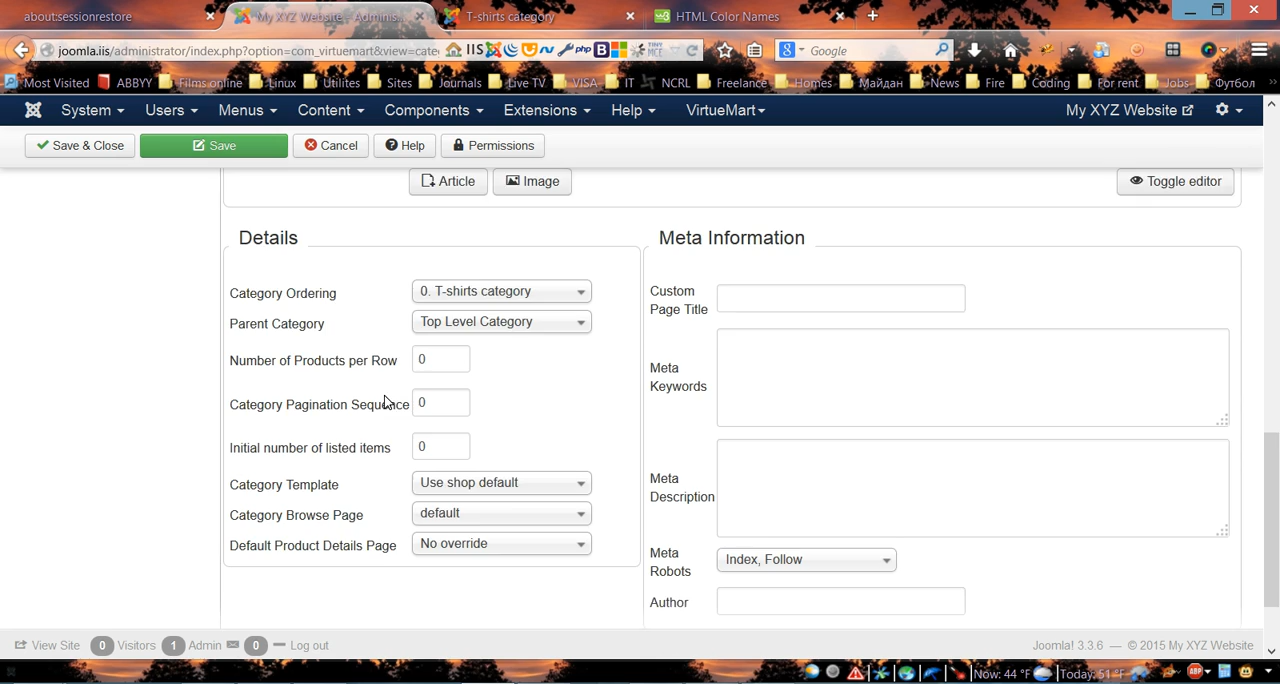 about:sessionrestore
My XYZ Website - Adminis...
T-shirts category
HTML Color Names
joomla.iis/administrator/index.php?option=com_virtuemart&view=cate
IIS
php
B
TINY MCE
Google
Most Visited ABBYY Films online Linux Utilites Sites Journals Live TV VISA IT NCRL Freelance Homes Майдан News Fire Coding For rent Jobs Футбол
System Users Menus Content Components Extensions Help VirtueMart My XYZ Website
Save & Close Save Cancel Help Permissions
Article Image Toggle editor
Details
Category Ordering 0. T-shirts category
Parent Category Top Level Category
Number of Products per Row 0
Category Pagination Sequence 0
Initial number of listed items 0
Category Template Use shop default
Category Browse Page default
Default Product Details Page No override
Meta Information
Custom
Page Title
Meta
Keywords
Meta
Description
Meta
Robots
Index, Follow
Author
View Site 0 Visitors 1 Admin 0 Log out
Joomla! 3.3.6 — © 2015 My XYZ Website
Now: 44 °F Today: 51 °F
ABP